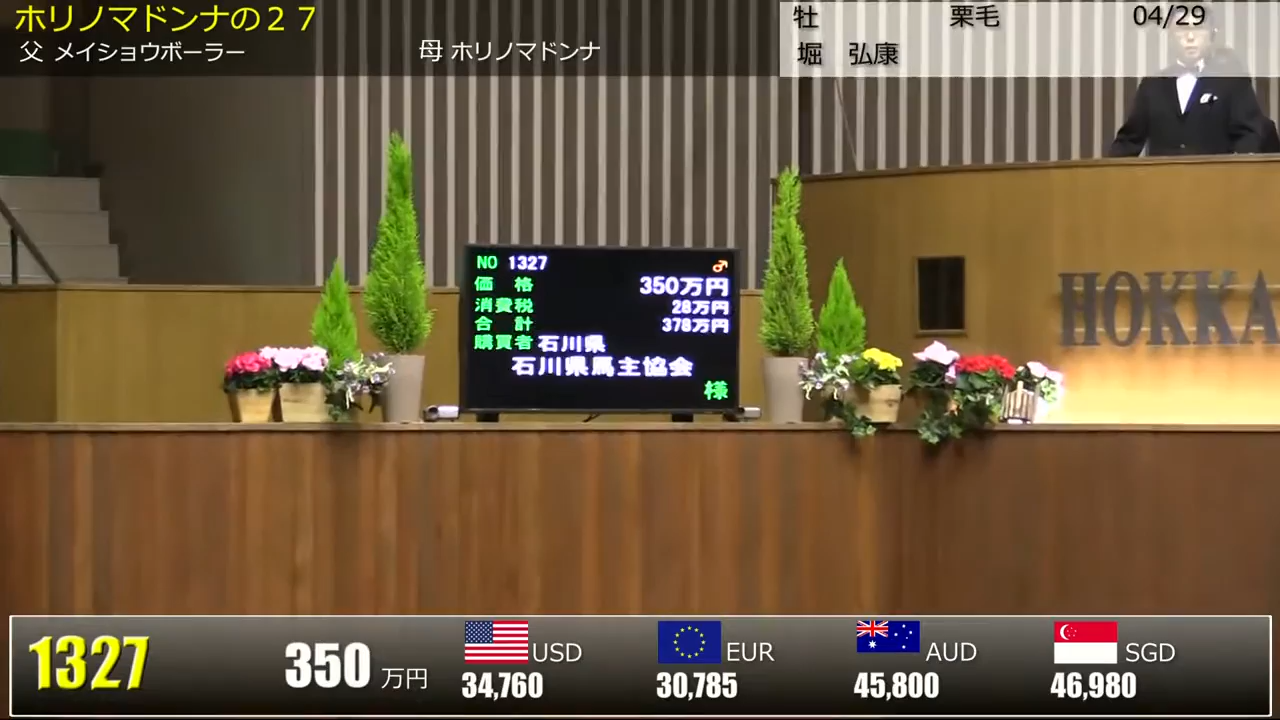 ホリノマドンナの２７
父 メイショウボーラー
母 ホリノマドンナ
牡 栗毛 04/29
堀 弘康
NO 1327 ♂
価格 350万円
消費税 28万円
合計 378万円
購買者 石川県
石川県馬主協会
様
HOKKA
1327
350 万円
USD
34,760
EUR
30,785
AUD
45,800
SGD
46,980